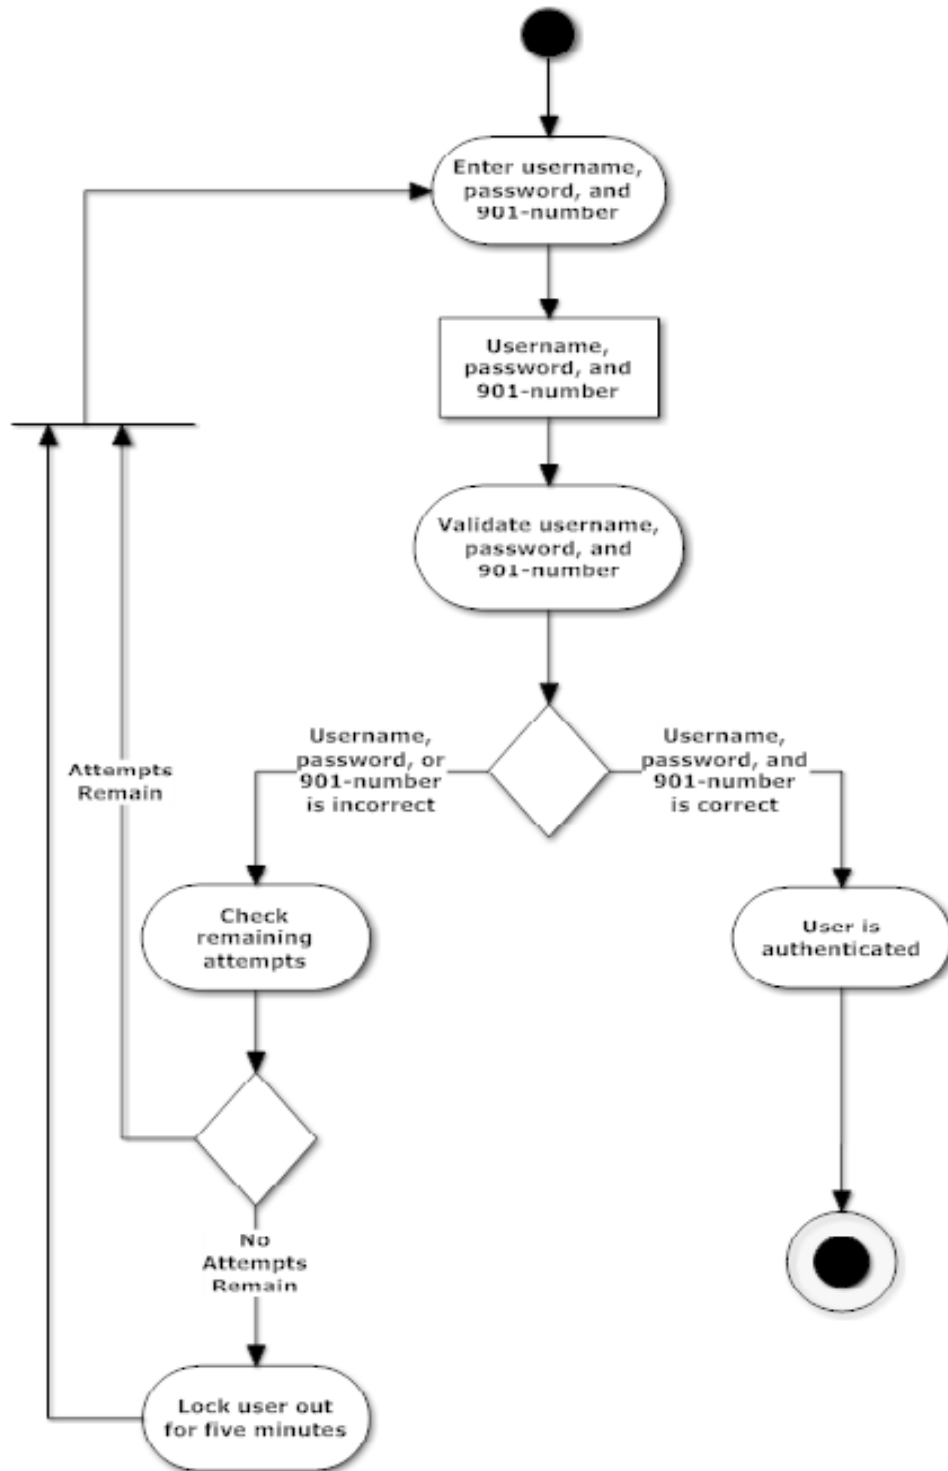 Enter username,
password, and
901-number
Username,
password, and
901-number
Validate username,
password, and
901-number
Username,
password, or
901-number
is incorrect
Username,
password, and
901-number
is correct
Attempts
Remain
Check
remaining
attempts
User is
authenticated
No
Attempts
Remain
Lock user out
for five minutes